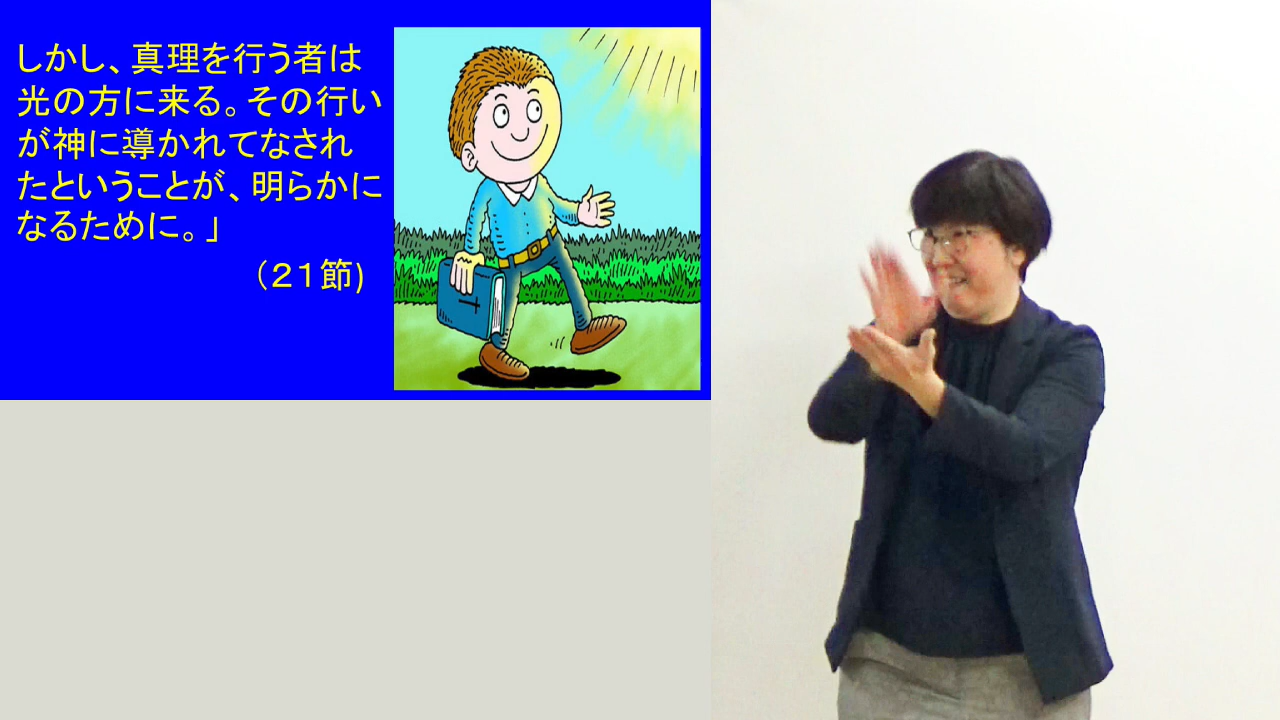 しかし、真理を行う者は
光の方に来る。その行い
が神に導かれてなされ
たということが、明らかに
なるために。」
（２１節)